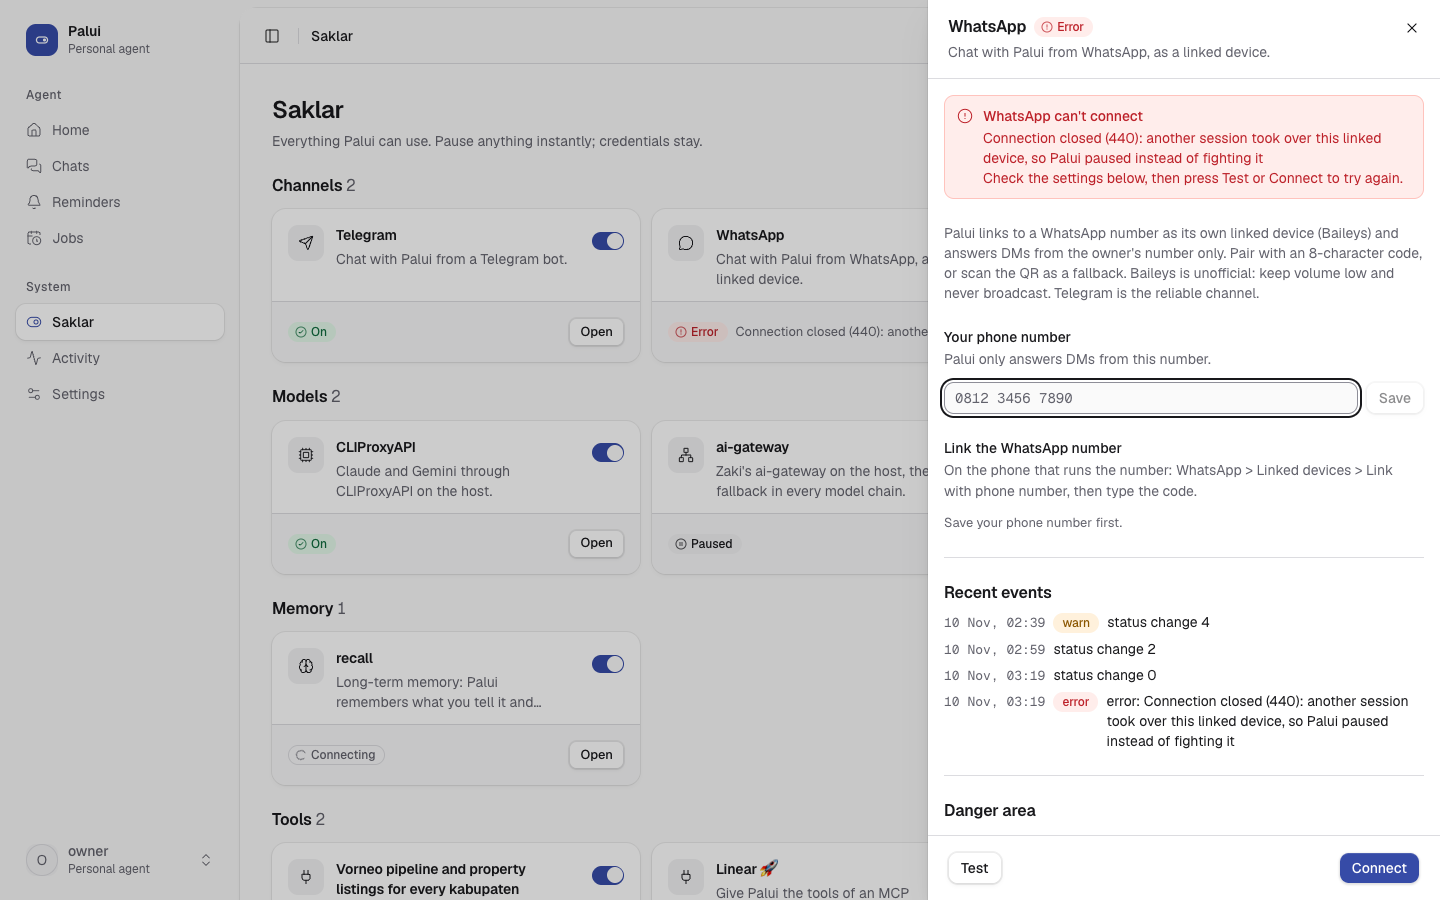 Palui
Personal agent
Agent
Home
Chats
Reminders
Jobs
System
Saklar
Activity
Settings
O
owner
Personal agent
Saklar
Saklar
Everything Palui can use. Pause anything instantly; credentials stay.
Channels 2
Telegram
Chat with Palui from a Telegram bot.
On
Open
WhatsApp
Chat with Palui from WhatsApp, a
linked device.
Error
Connection closed (440): anothe
Models 2
CLIProxyAPI
Claude and Gemini through
CLIProxyAPI on the host.
On
Open
ai-gateway
Zaki's ai-gateway on the host, the
fallback in every model chain.
Paused
Memory 1
recall
Long-term memory: Palui
remembers what you tell it and…
Connecting
Open
Tools 2
Vorneo pipeline and property
listings for every kabupaten
Linear 🚀
Give Palui the tools of an MCP
WhatsApp
Error
Chat with Palui from WhatsApp, as a linked device.
WhatsApp can't connect
Connection closed (440): another session took over this linked
device, so Palui paused instead of fighting it
Check the settings below, then press Test or Connect to try again.
Palui links to a WhatsApp number as its own linked device (Baileys) and
answers DMs from the owner's number only. Pair with an 8-character code,
or scan the QR as a fallback. Baileys is unofficial: keep volume low and
never broadcast. Telegram is the reliable channel.
Your phone number
Palui only answers DMs from this number.
0812 3456 7890
Save
Link the WhatsApp number
On the phone that runs the number: WhatsApp > Linked devices > Link
with phone number, then type the code.
Save your phone number first.
Recent events
10 Nov, 02:39 warn status change 4
10 Nov, 02:59 status change 2
10 Nov, 03:19 status change 0
10 Nov, 03:19 error error: Connection closed (440): another session
took over this linked device, so Palui paused
instead of fighting it
Danger area
Test
Connect